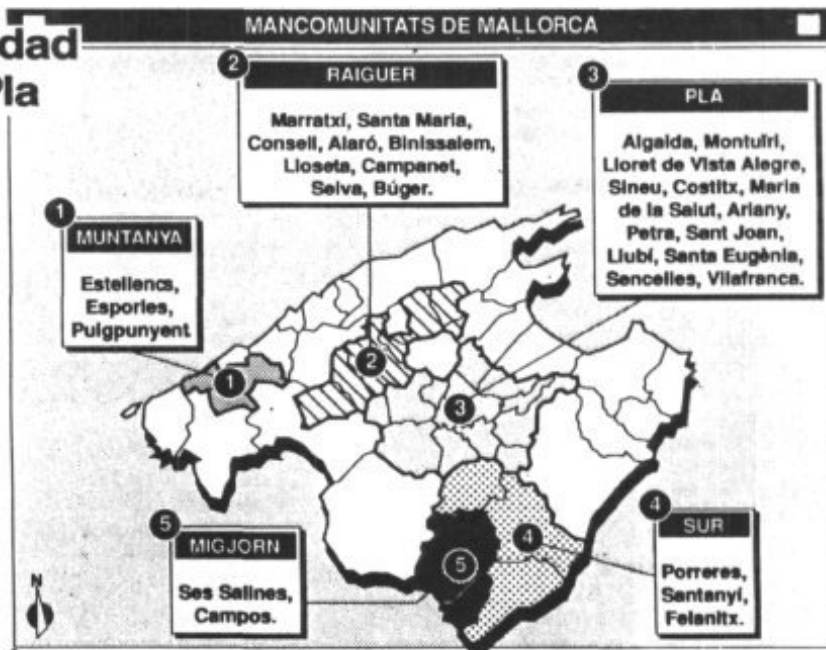 dad
Pla
MANCOMUNITATS DE MALLORCA
2
RAIGUER
Marratxí, Santa Maria,
Consell, Alaró, Binissalem,
Lloseta, Campanet,
Selva, Búger.
3
PLA
Algaida, Montuïri,
Lloret de Vista Alegre,
Sineu, Costitx, Maria
de la Salut, Ariany,
Petra, Sant Joan,
Llubí, Santa Eugènia,
Sencelles, Vilafranca.
1
MUNTANYA
Estellencs,
Esporles,
Puigpunyent
1
2
3
4
5
5
MIGJORN
Ses Salines,
Campos.
4
SUR
Porreres,
Santanyí,
Felanitx.
N